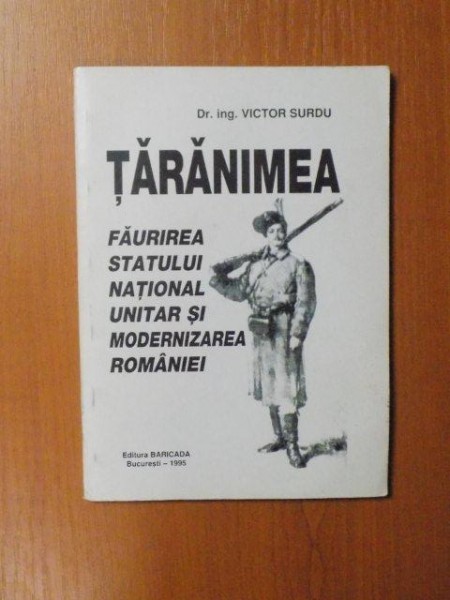 Dr. ing. VICTOR SURDU
ȚĂRĂNIMEA
FĂURIREA
STATULUI
NAȚIONAL
UNITAR ȘI
MODERNIZAREA
ROMÂNIEI
Editura BARICADA
București – 1995